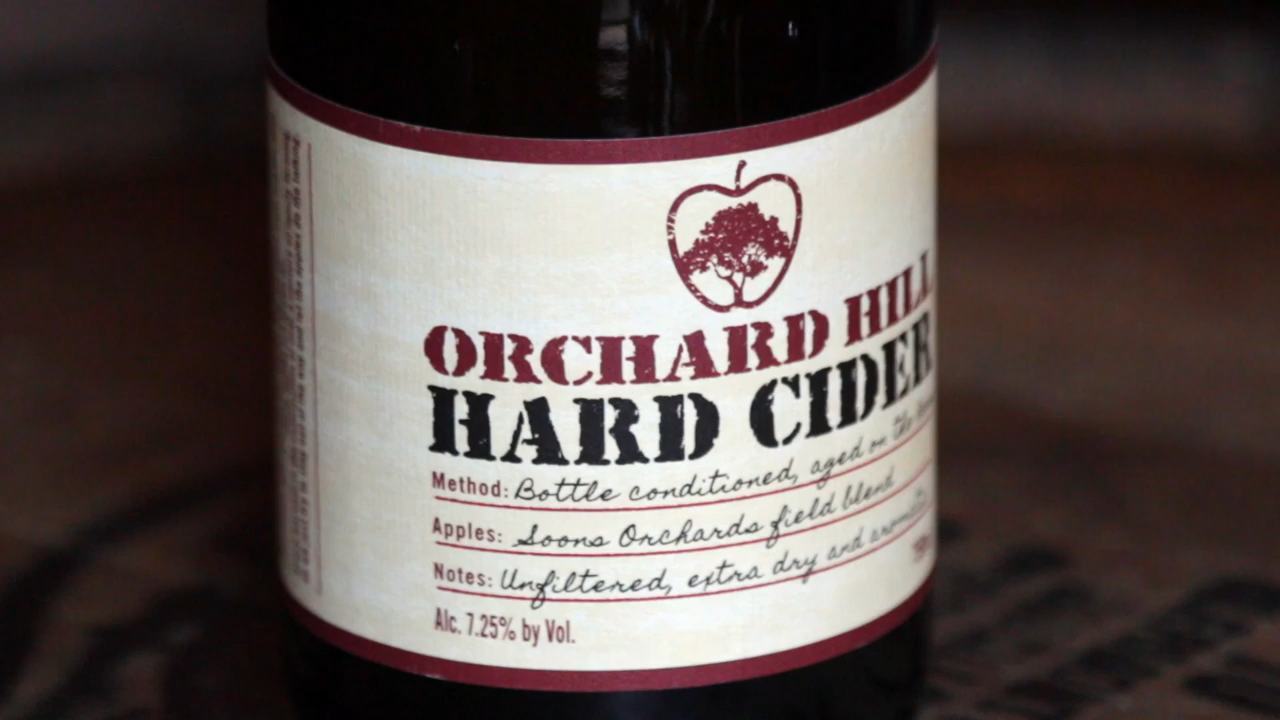 ORCHARD HILL
HARD CIDER
Method: Bottle conditioned, aged on the
Apples: Soons Orchards field blend
Notes: Unfiltered, extra dry and aromatic
Alc. 7.25% by Vol.